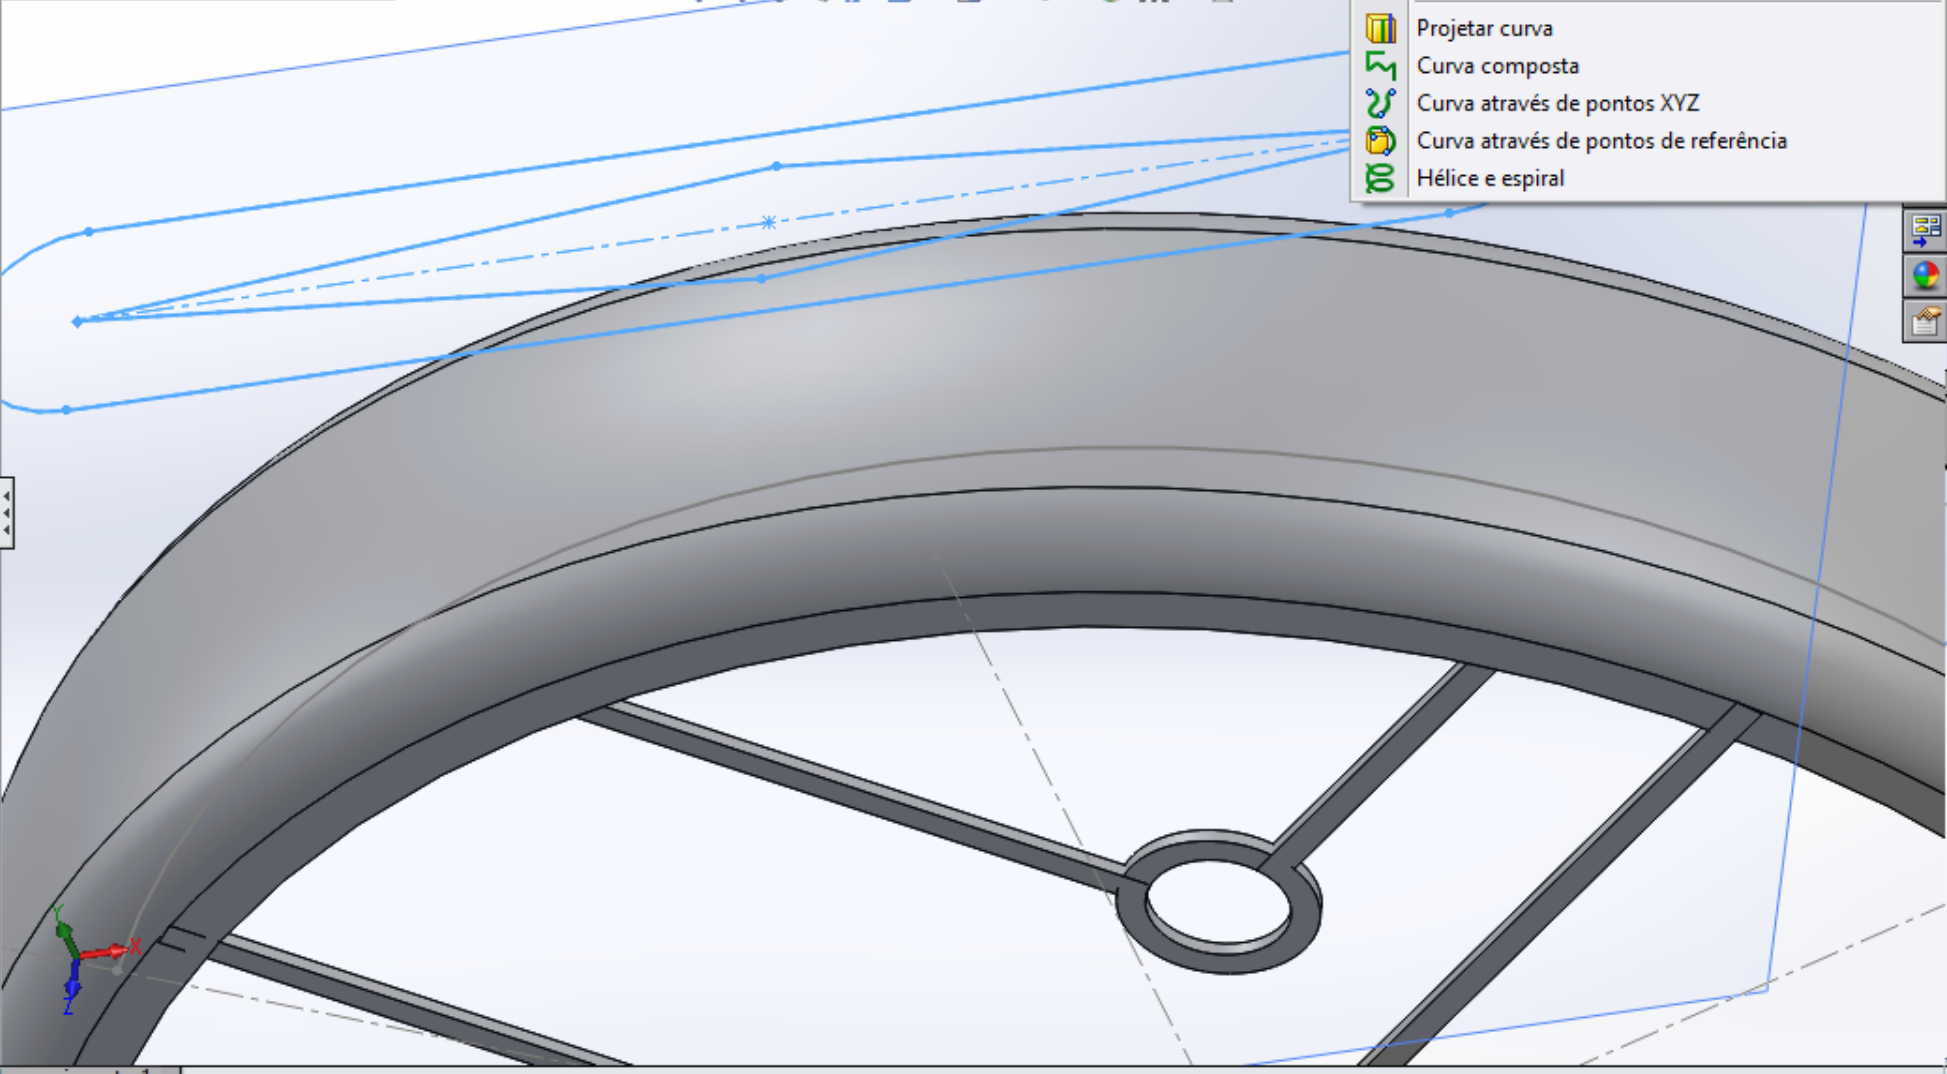 Projetar curva
Curva composta
Curva através de pontos XYZ
Curva através de pontos de referência
Hélice e espiral
Y
X
Z